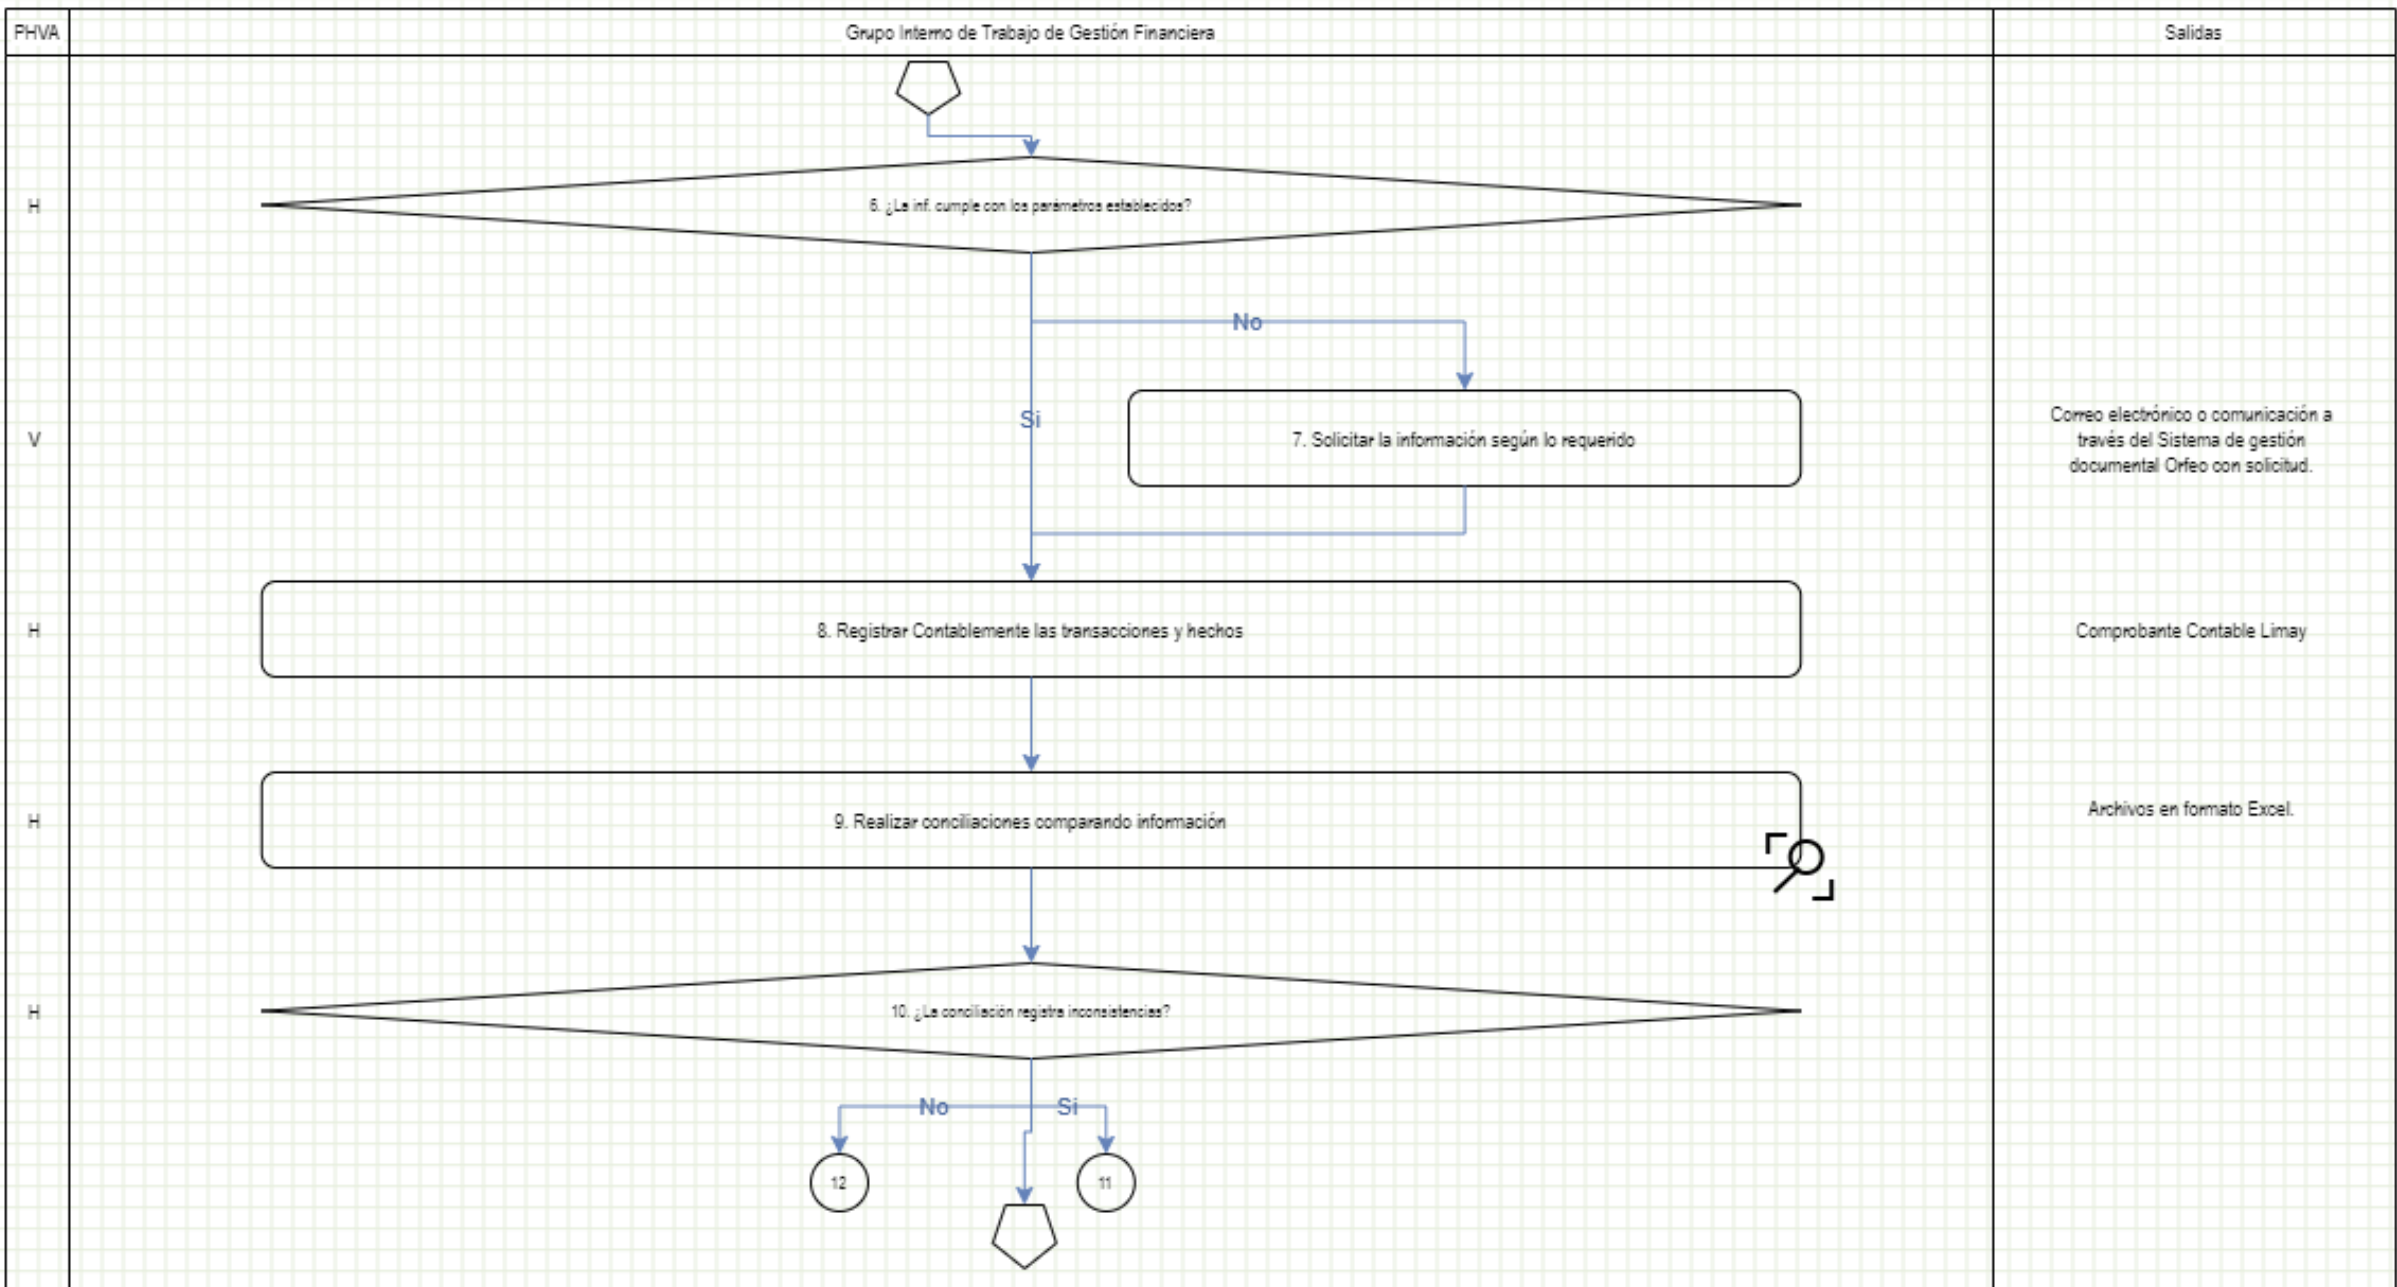 PHVA
Grupo Interno de Trabajo de Gestión Financiera
Salidas
H
6. ¿La inf. cumple con los parámetros establecidos?
No
Si
V
7. Solicitar la información según lo requerido
Correo electrónico o comunicación a
través del Sistema de gestión
documental Orfeo con solicitud.
H
8. Registrar Contablemente las transacciones y hechos
Comprobante Contable Limay
H
9. Realizar conciliaciones comparando información
Archivos en formato Excel.
H
10. ¿La conciliación registra inconsistencias?
No
Si
12
11